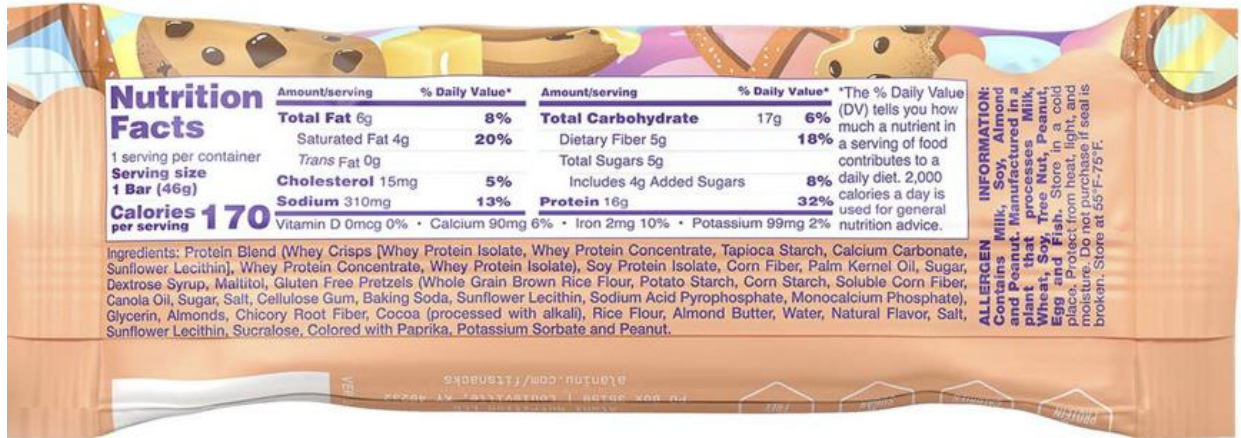 Nutrition
Facts
1 serving per container
Serving size
1 Bar (46g)
Calories
per serving
170
Amount/serving % Daily Value*
Total Fat 6g 8%
Saturated Fat 4g 20%
Trans Fat 0g
Cholesterol 15mg 5%
Sodium 310mg 13%
Amount/serving % Daily Value*
Total Carbohydrate 17g 6%
Dietary Fiber 5g 18%
Total Sugars 5g
Includes 4g Added Sugars 8%
Protein 16g 32%
Vitamin D 0mcg 0% • Calcium 90mg 6% • Iron 2mg 10% • Potassium 99mg 2%
*The % Daily Value
(DV) tells you how
much a nutrient in
a serving of food
contributes to a
daily diet. 2,000
calories a day is
used for general
nutrition advice.
Ingredients: Protein Blend (Whey Crisps [Whey Protein Isolate, Whey Protein Concentrate, Tapioca Starch, Calcium Carbonate,
Sunflower Lecithin], Whey Protein Concentrate, Whey Protein Isolate), Soy Protein Isolate, Corn Fiber, Palm Kernel Oil, Sugar,
Dextrose Syrup, Maltitol, Gluten Free Pretzels (Whole Grain Brown Rice Flour, Potato Starch, Corn Starch, Soluble Corn Fiber,
Canola Oil, Sugar, Salt, Cellulose Gum, Baking Soda, Sunflower Lecithin, Sodium Acid Pyrophosphate, Monocalcium Phosphate),
Glycerin, Almonds, Chicory Root Fiber, Cocoa (processed with alkali), Rice Flour, Almond Butter, Water, Natural Flavor, Salt,
Sunflower Lecithin, Sucralose, Colored with Paprika, Potassium Sorbate and Peanut.
ALLERGEN INFORMATION:
Contains Milk, Soy, Almond
and Peanut. Manufactured in a
plant that processes Milk,
Wheat, Soy, Tree Nut, Peanut,
Egg and Fish. Store in a cold
place. Protect from heat, light, and
moisture. Do not purchase if seal is
broken. Store at 55°F-75°F.
alaninu.com/fitsnacks
PO Box 
Louisville, KY 
FREE
PROTEIN